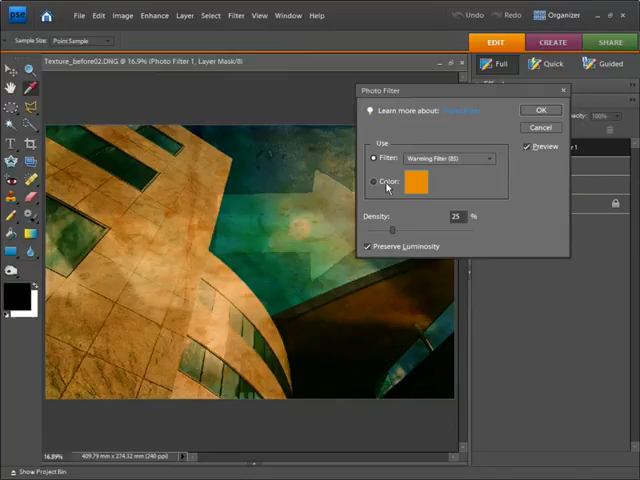 pse File Edit Image Enhance Layer Select Filter View Window Help Undo Redo Organizer
Sample Size: Point Sample
EDIT CREATE SHARE
Texture_before02.DNG @ 16.9% (Photo Filter 1, Layer Mask/8)
Full Quick Guided
Photo Filter
Learn more about:
OK
Cancel
Preview
Use
Filter: Warming Filter (85)
Color:
Density: 25 %
Preserve Luminosity
100%
16.89% 409.79 mm x 274.32 mm (240 ppi)
Show Project Bin